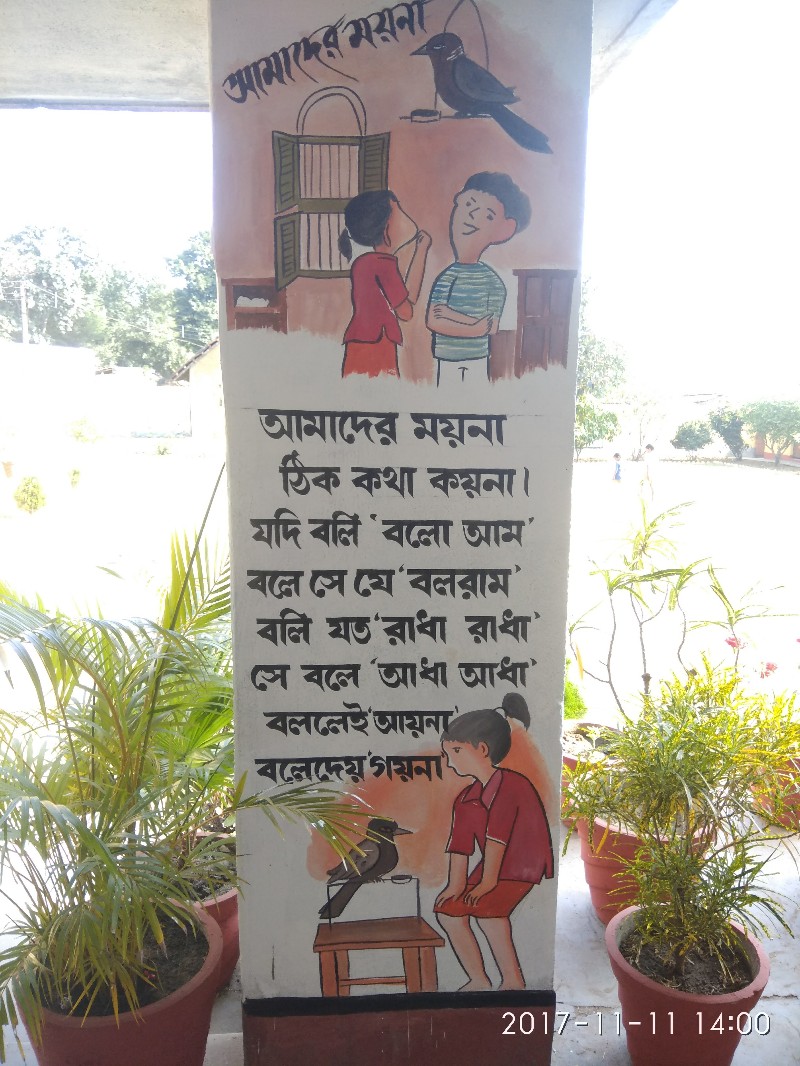 আমাদের ময়না
আমাদের ময়না
ঠিক কথা কয়না।
যদি বলি 'বলো আম'
বলে সে যে 'বলরাম'
বলি যত 'রাধা রাধা'
সে বলে 'আধা আধা'
বললেই 'আয়না'
বলেদেয় 'গয়না'
2017-11-11 14:00